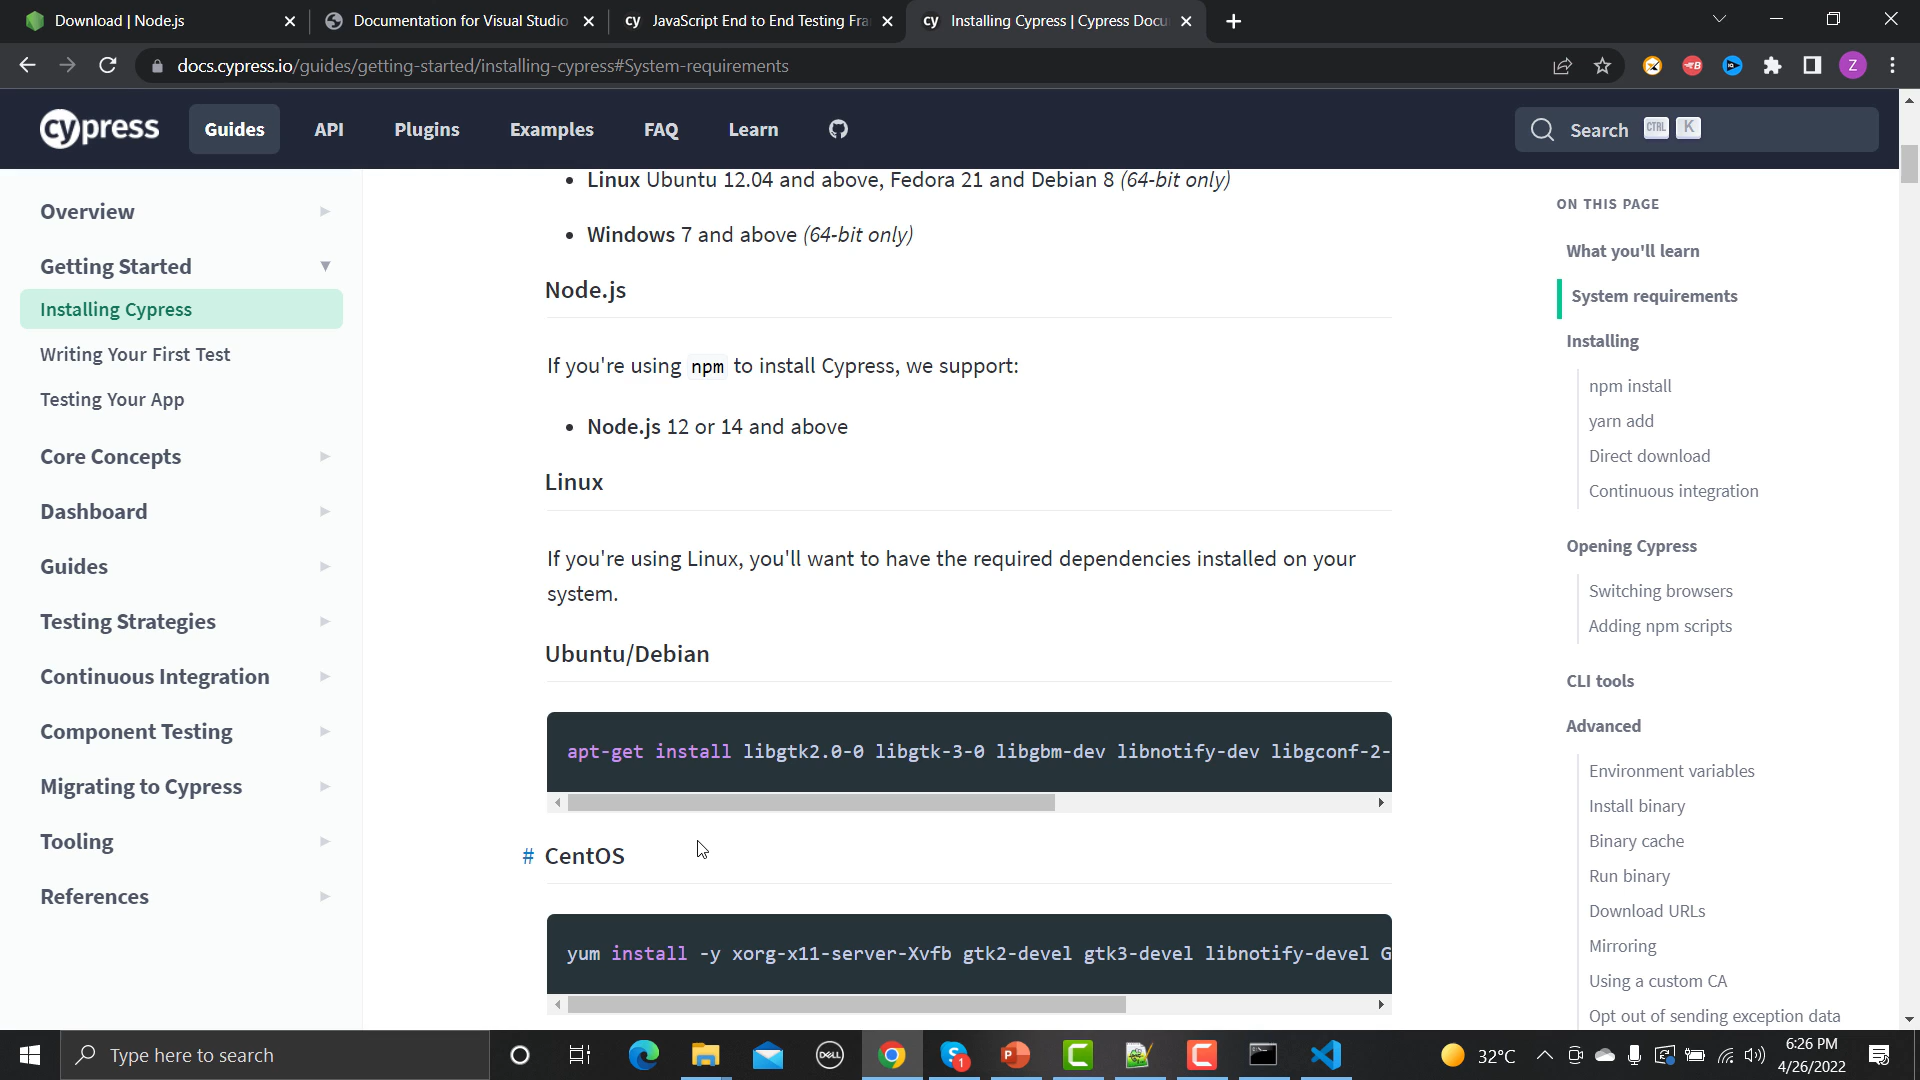 Download | Node.js
Documentation for Visual Studio
cy JavaScript End to End Testing Fra
cy Installing Cypress | Cypress Docu
docs.cypress.io/guides/getting-started/installing-cypress#System-requirements
Z
cypress
Guides
API
Plugins
Examples
FAQ
Learn
Search CTRL K
Overview
Getting Started
Installing Cypress
Writing Your First Test
Testing Your App
Core Concepts
Dashboard
Guides
Testing Strategies
Continuous Integration
Component Testing
Migrating to Cypress
Tooling
References
Linux Ubuntu 12.04 and above, Fedora 21 and Debian 8 (64-bit only)
Windows 7 and above (64-bit only)
Node.js
If you're using npm to install Cypress, we support:
Node.js 12 or 14 and above
Linux
If you're using Linux, you'll want to have the required dependencies installed on your
system.
Ubuntu/Debian
apt-get install libgtk2.0-0 libgtk-3-0 libgbm-dev libnotify-dev libgconf-2-
# CentOS
yum install -y xorg-x11-server-Xvfb gtk2-devel gtk3-devel libnotify-devel G
ON THIS PAGE
What you'll learn
System requirements
Installing
npm install
yarn add
Direct download
Continuous integration
Opening Cypress
Switching browsers
Adding npm scripts
CLI tools
Advanced
Environment variables
Install binary
Binary cache
Run binary
Download URLs
Mirroring
Using a custom CA
Opt out of sending exception data
Type here to search
DELL
1
32°C
6:26 PM
4/26/2022